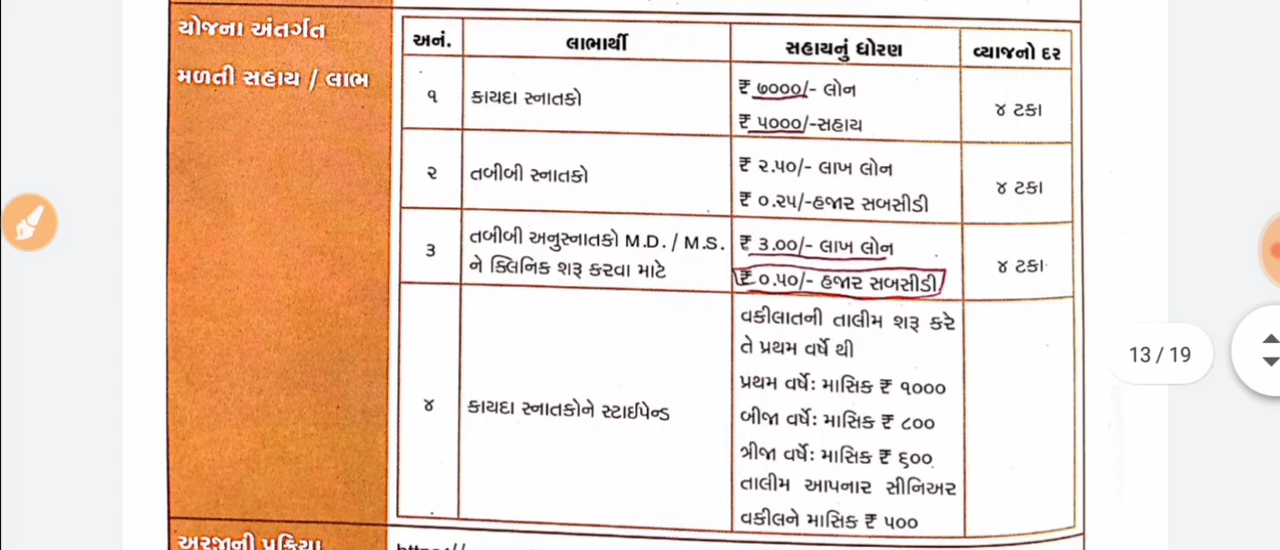 યોજના અંતર્ગત
મળતી સહાય / લાભ
અનં.
લાભાર્થી
સહાયનું ધોરણ
વ્યાજનો દર
૧
કાયદા સ્નાતકો
₹ ૭૦૦૦/- લોન
₹ ૫૦૦૦/-સહાય
૪ ટકા
૨
તબીબી સ્નાતકો
₹ ૨.૫૦/- લાખ લોન
₹ ૦.૨૫/-હજાર સબસીડી
૪ ટકા
૩
તબીબી અનુસ્નાતકો M.D. / M.S.
ને ક્લિનિક શરૂ કરવા માટે
₹ ૩.૦૦/- લાખ લોન
₹ ૦.૫૦/- હજાર સબસીડી
૪ ટકા
૪
કાયદા સ્નાતકોને સ્ટાઈપેન્ડ
વકીલાતની તાલીમ શરૂ કરે
તે પ્રથમ વર્ષે થી
પ્રથમ વર્ષે: માસિક ₹ ૧૦૦૦
બીજા વર્ષે: માસિક ₹ ૮૦૦
ત્રીજા વર્ષે: માસિક ₹ ૬૦૦
તાલીમ આપનાર સીનિઅર
વકીલને માસિક ₹ ૫૦૦
13 / 19
અરજીની પ્રક્રિયા